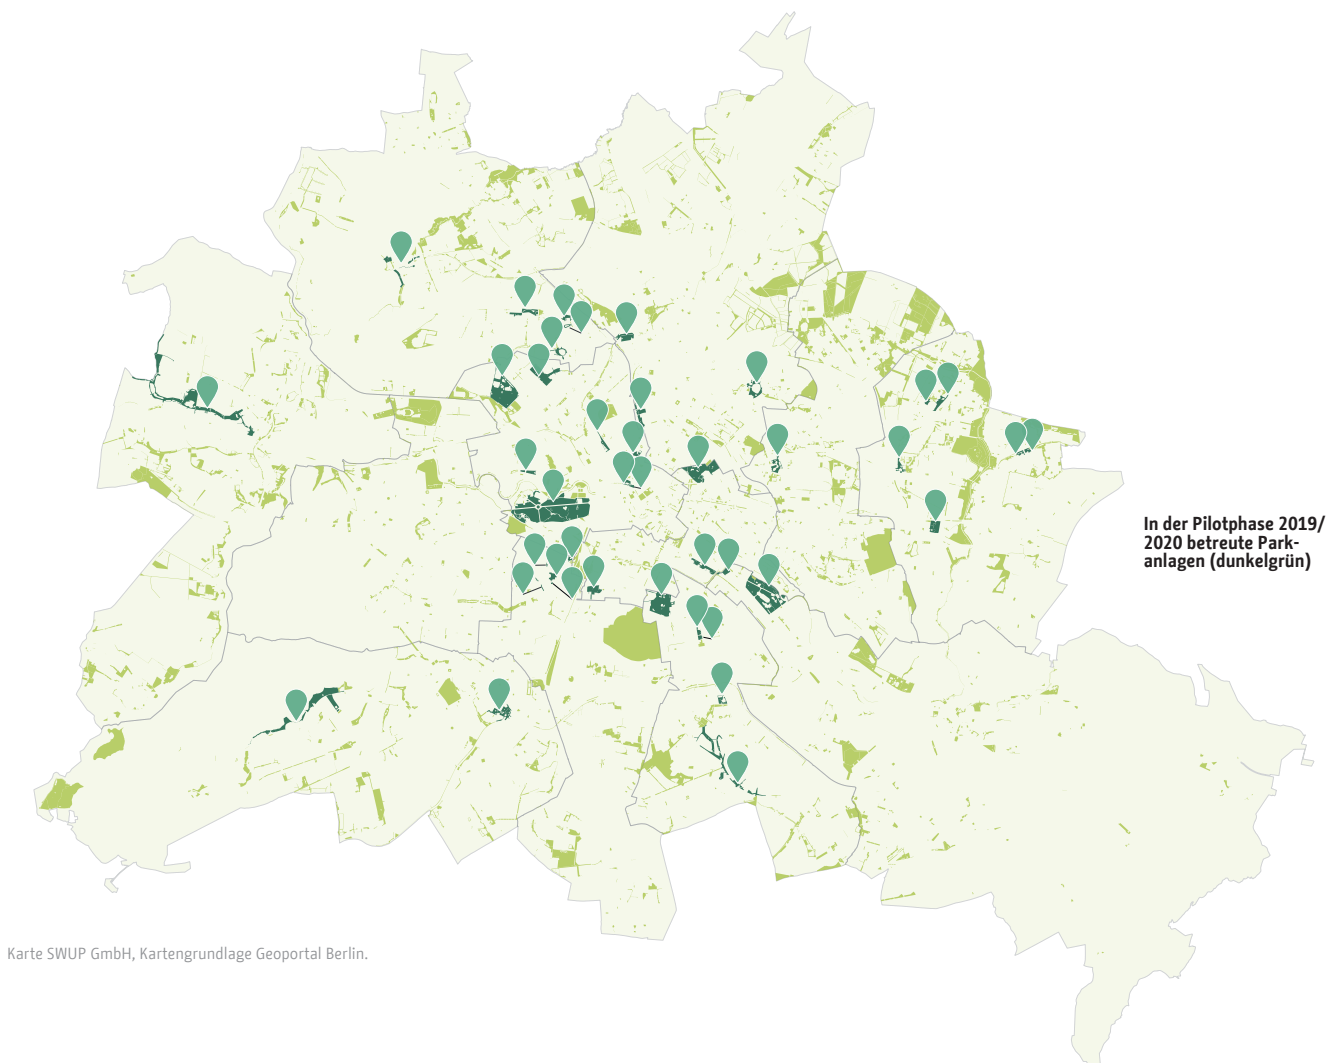 In der Pilotphase 2019/
2020 betreute Park-
anlagen (dunkelgrün)
Karte SWUP GmbH, Kartengrundlage Geoportal Berlin.